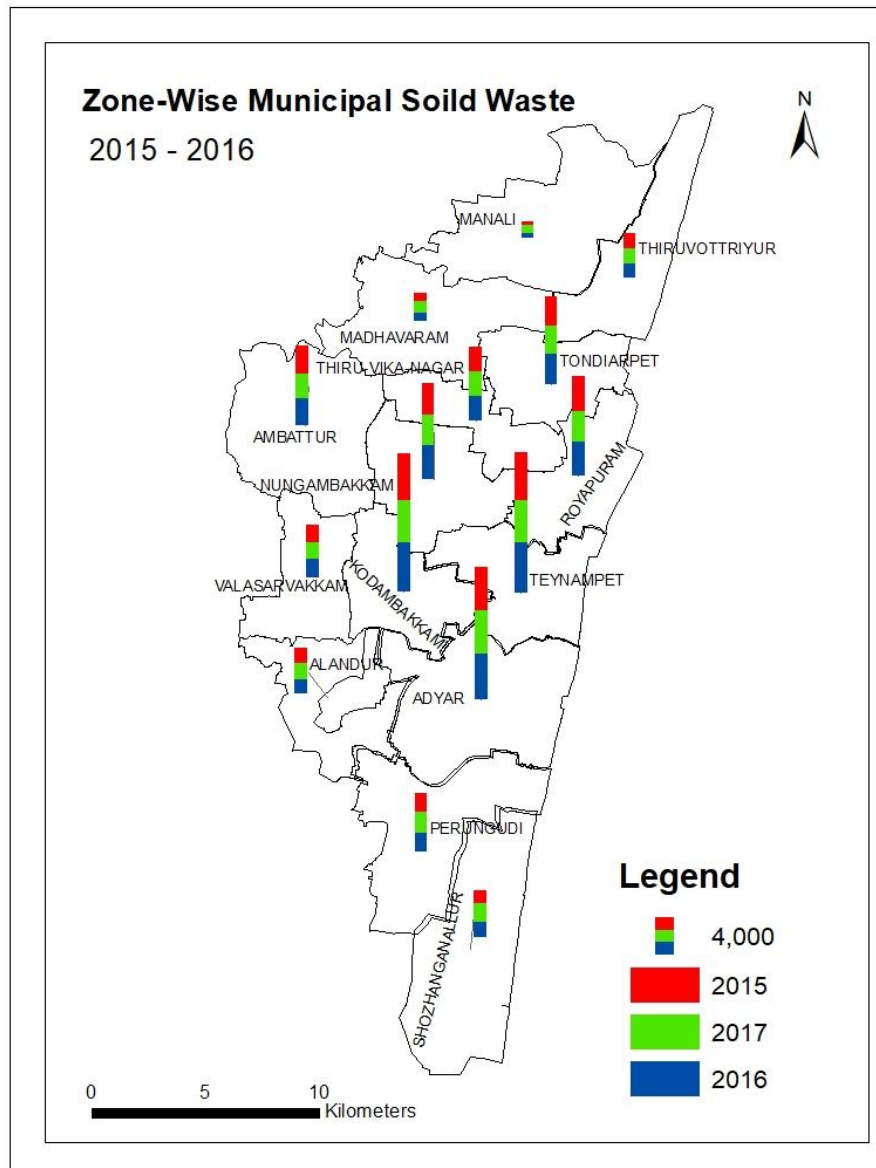 Zone-Wise Municipal Soild Waste
2015 - 2016
N
MANALI
THIRUVOTTRIYUR
MADHAVARAM
THIRU-VIKA-NAGAR
TONDIARPET
AMBATTUR
NUNGAMBAKKAM
ROYAPURAM
VALASARVAKKAM
KODAMBAKKAM
TEYNAMPET
ALANDUR
ADYAR
PERUNGUDI
SHOZHANGANALLUR
Legend
4,000
2015
2017
2016
0 5 10
Kilometers